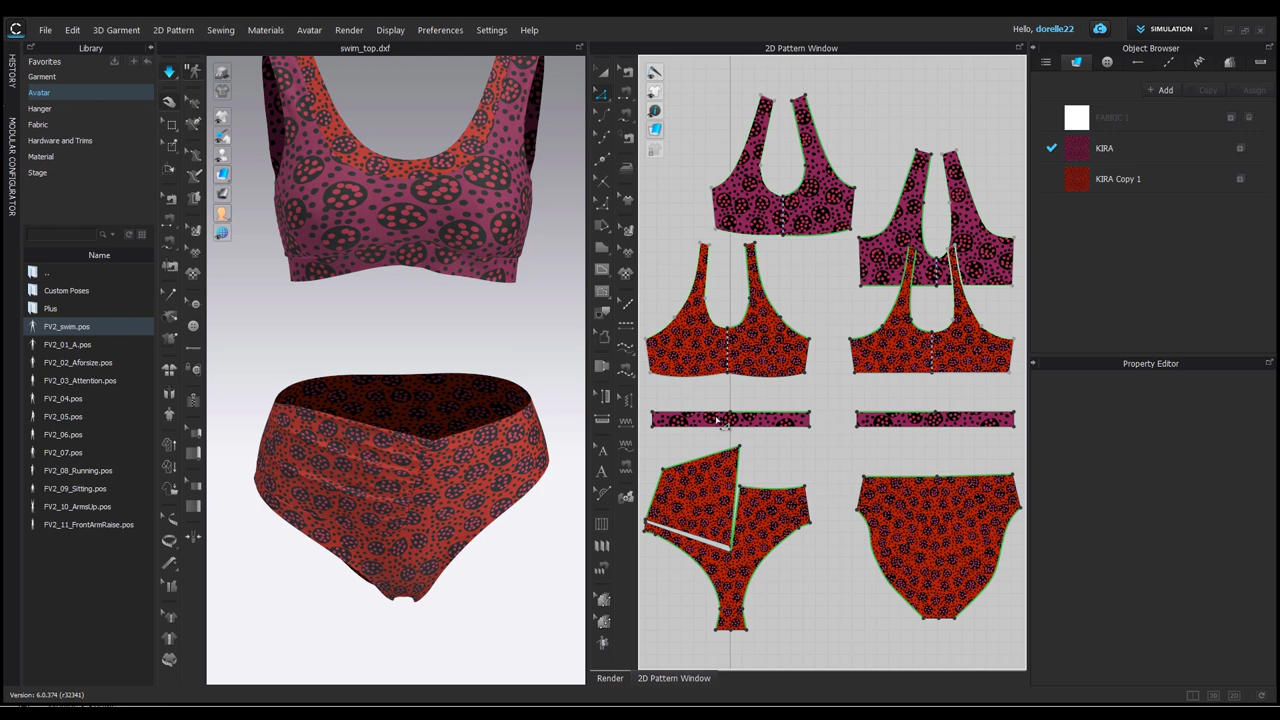 File Edit 3D Garment 2D Pattern Sewing Materials Avatar Render Display Preferences Settings Help Hello, dorelle22 SIMULATION
HISTORY
MODULAR CONFIGURATOR
Library
Favorites
Garment
Avatar
Hanger
Fabric
Hardware and Trims
Material
Stage
Name
..
Custom Poses
Plus
FV2_swim.pos
FV2_01_A.pos
FV2_02_Aforsize.pos
FV2_03_Attention.pos
FV2_04.pos
FV2_05.pos
FV2_06.pos
FV2_07.pos
FV2_08_Running.pos
FV2_09_Sitting.pos
FV2_10_ArmsUp.pos
FV2_11_FrontArmRaise.pos
swim_top.dxf
2D Pattern Window
Render 2D Pattern Window
Object Browser
+ Add Copy Assign
FABRIC 1
KIRA
KIRA Copy 1
Property Editor
Version: 6.0.374 (r32341)
3D 2D